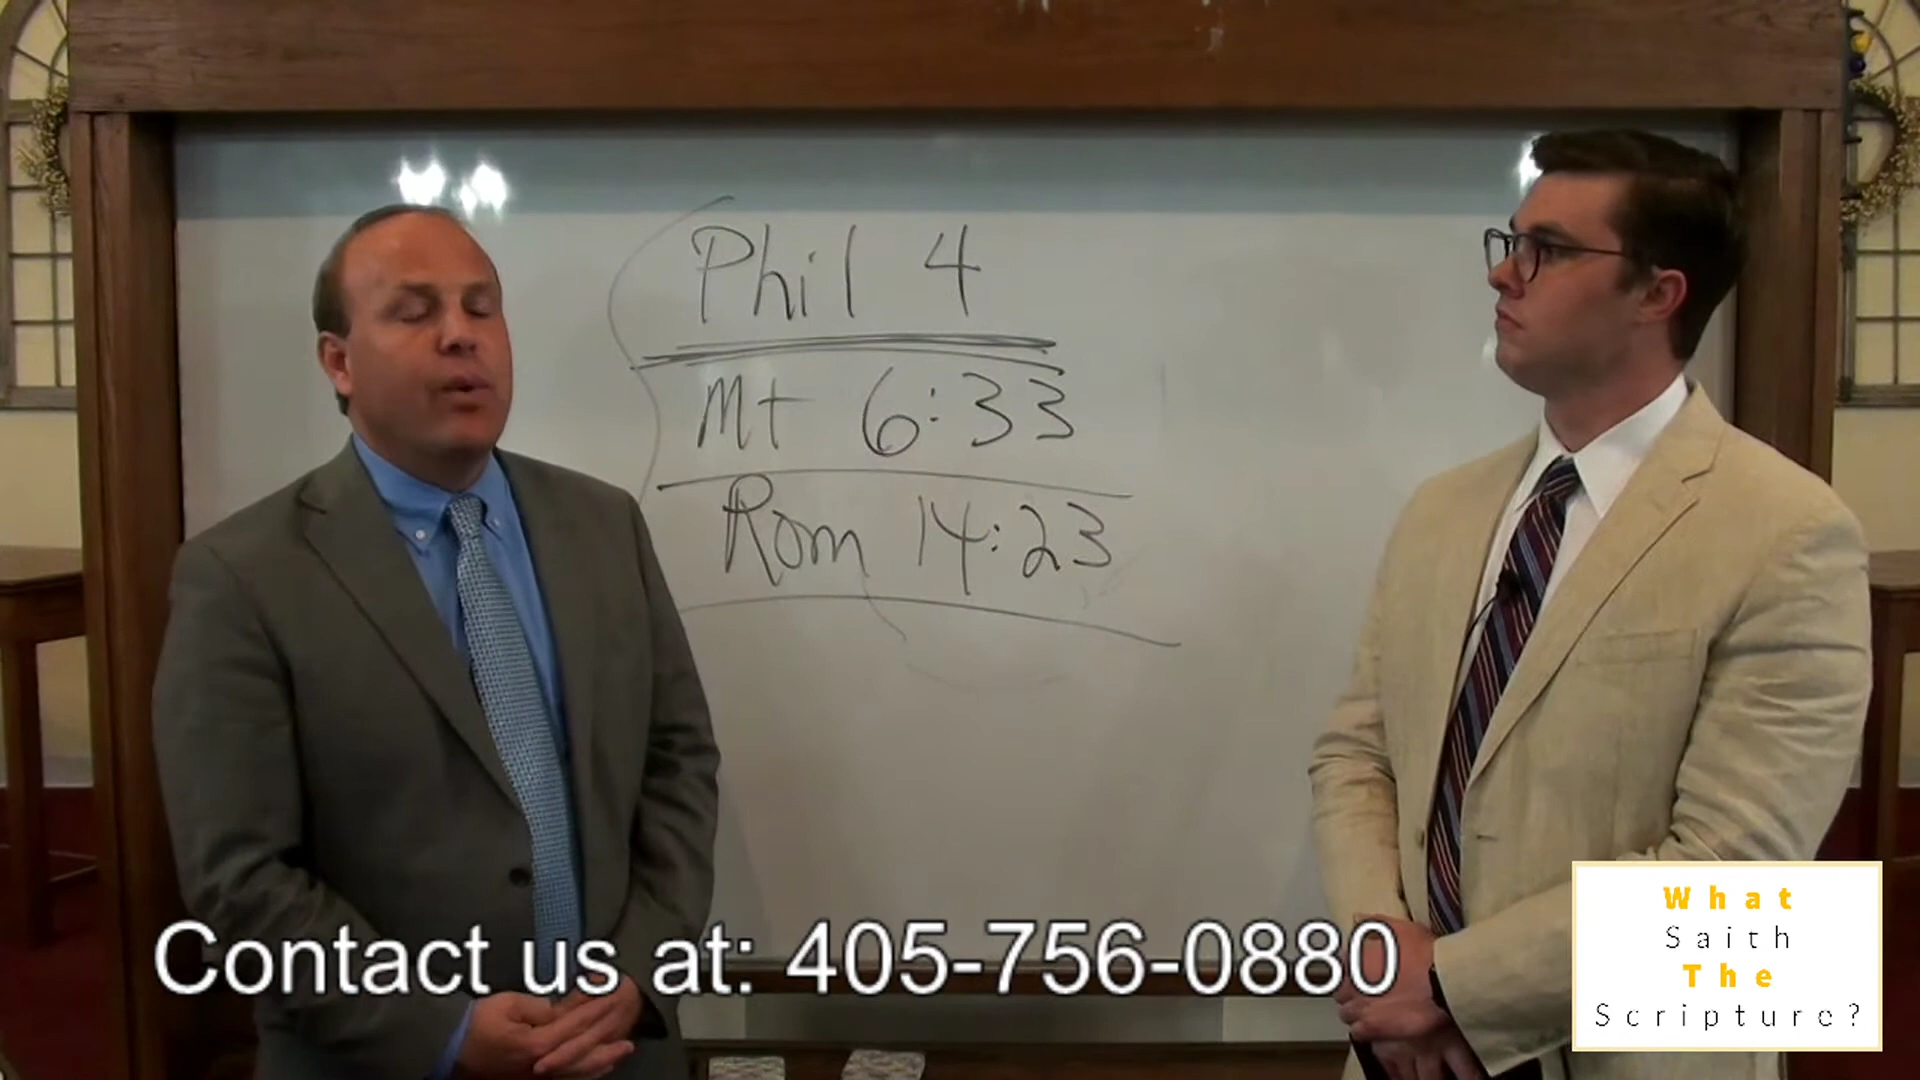 Phil 4
Mt 6:33
Rom 14:23
Contact us at: 405-756-0880
What
Saith
The
Scripture?